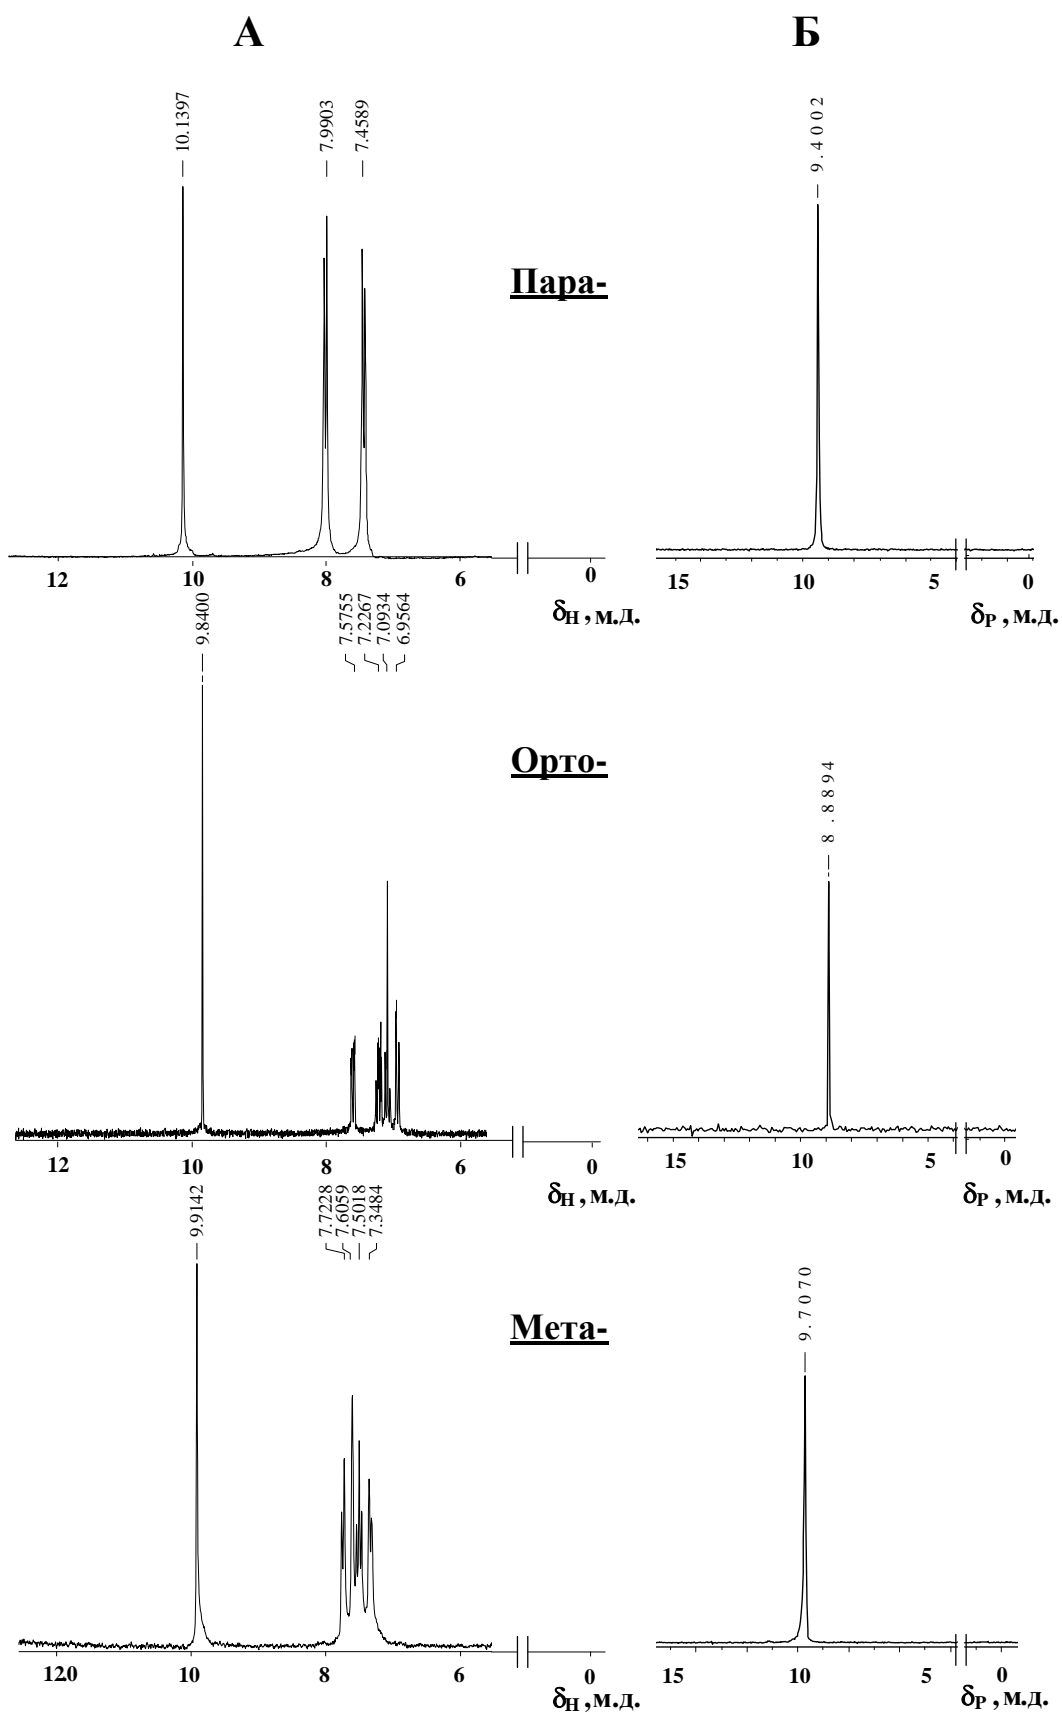 А Б
10.1397 7.9903 7.4589 9.4002
Пара-
12 10 8 6 0 15 10 5 0
δH, м.д. δP, м.д.
9.8400 7.5755 7.2267 7.0934 6.9564
Орто-
8.8894
12 10 8 6 0 15 10 5 0
δH, м.д. δP, м.д.
9.9142 7.7228 7.6059 7.5018 7.3484
Мета-
9.7070
120 10 8 6 0 15 10 5 0
δH, м.д. δP, м.д.